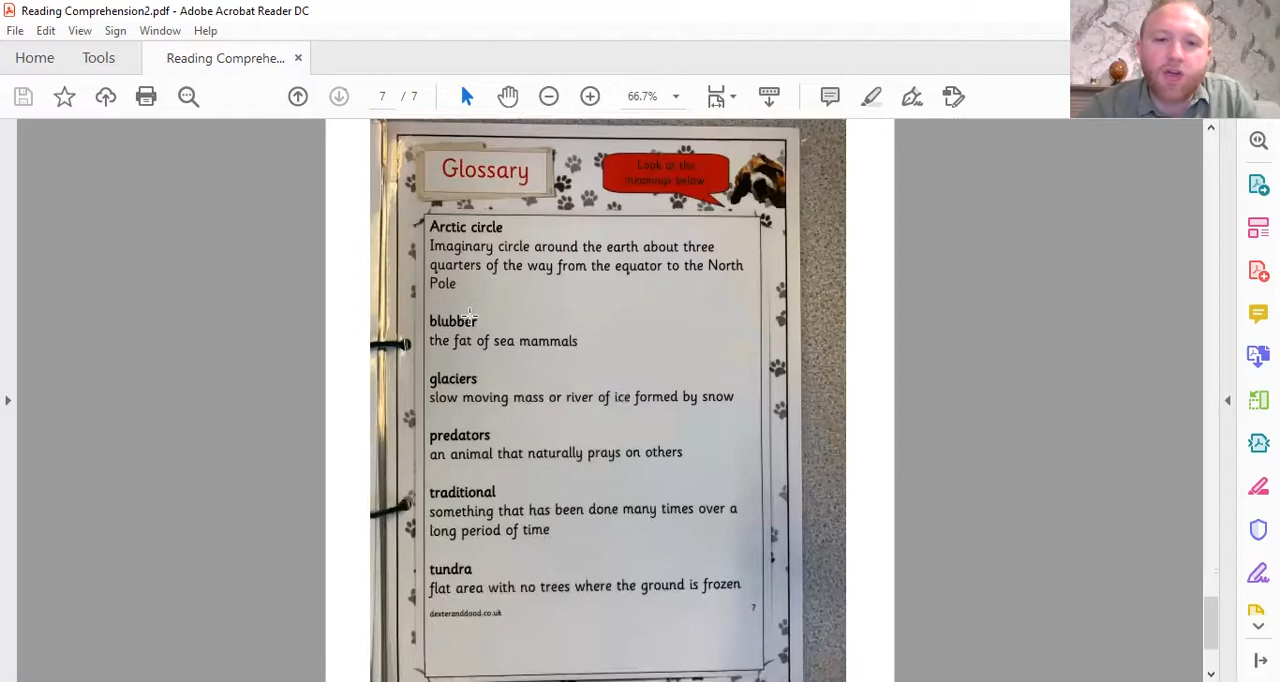 Reading Comprehension2.pdf - Adobe Acrobat Reader DC
File Edit View Sign Window Help
Home Tools Reading Comprehe... ×
7 / 7 66.7%
Glossary
Look at the
meanings below
Arctic circle
Imaginary circle around the earth about three
quarters of the way from the equator to the North
Pole
blubber
the fat of sea mammals
glaciers
slow moving mass or river of ice formed by snow
predators
an animal that naturally prays on others
traditional
something that has been done many times over a
long period of time
tundra
flat area with no trees where the ground is frozen
dexteranddood.co.uk
7